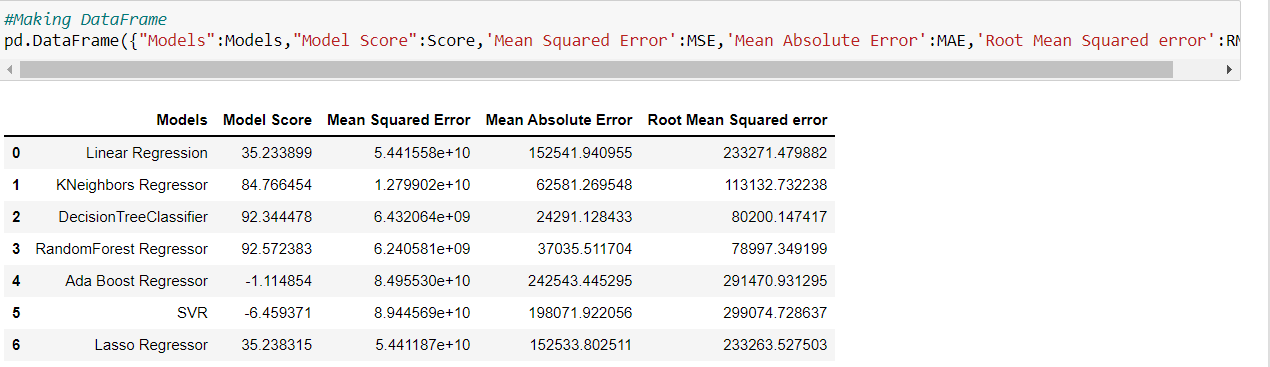 #Making DataFrame
pd.DataFrame({"Models":Models,"Model Score":Score,'Mean Squared Error':MSE,'Mean Absolute Error':MAE,'Root Mean Squared error':RM
Models Model Score Mean Squared Error Mean Absolute Error Root Mean Squared error
0 Linear Regression 35.233899 5.441558e+10 152541.940955 233271.479882
1 KNeighbors Regressor 84.766454 1.279902e+10 62581.269548 113132.732238
2 DecisionTreeClassifier 92.344478 6.432064e+09 24291.128433 80200.147417
3 RandomForest Regressor 92.572383 6.240581e+09 37035.511704 78997.349199
4 Ada Boost Regressor -1.114854 8.495530e+10 242543.445295 291470.931295
5 SVR -6.459371 8.944569e+10 198071.922056 299074.728637
6 Lasso Regressor 35.238315 5.441187e+10 152533.802511 233263.527503